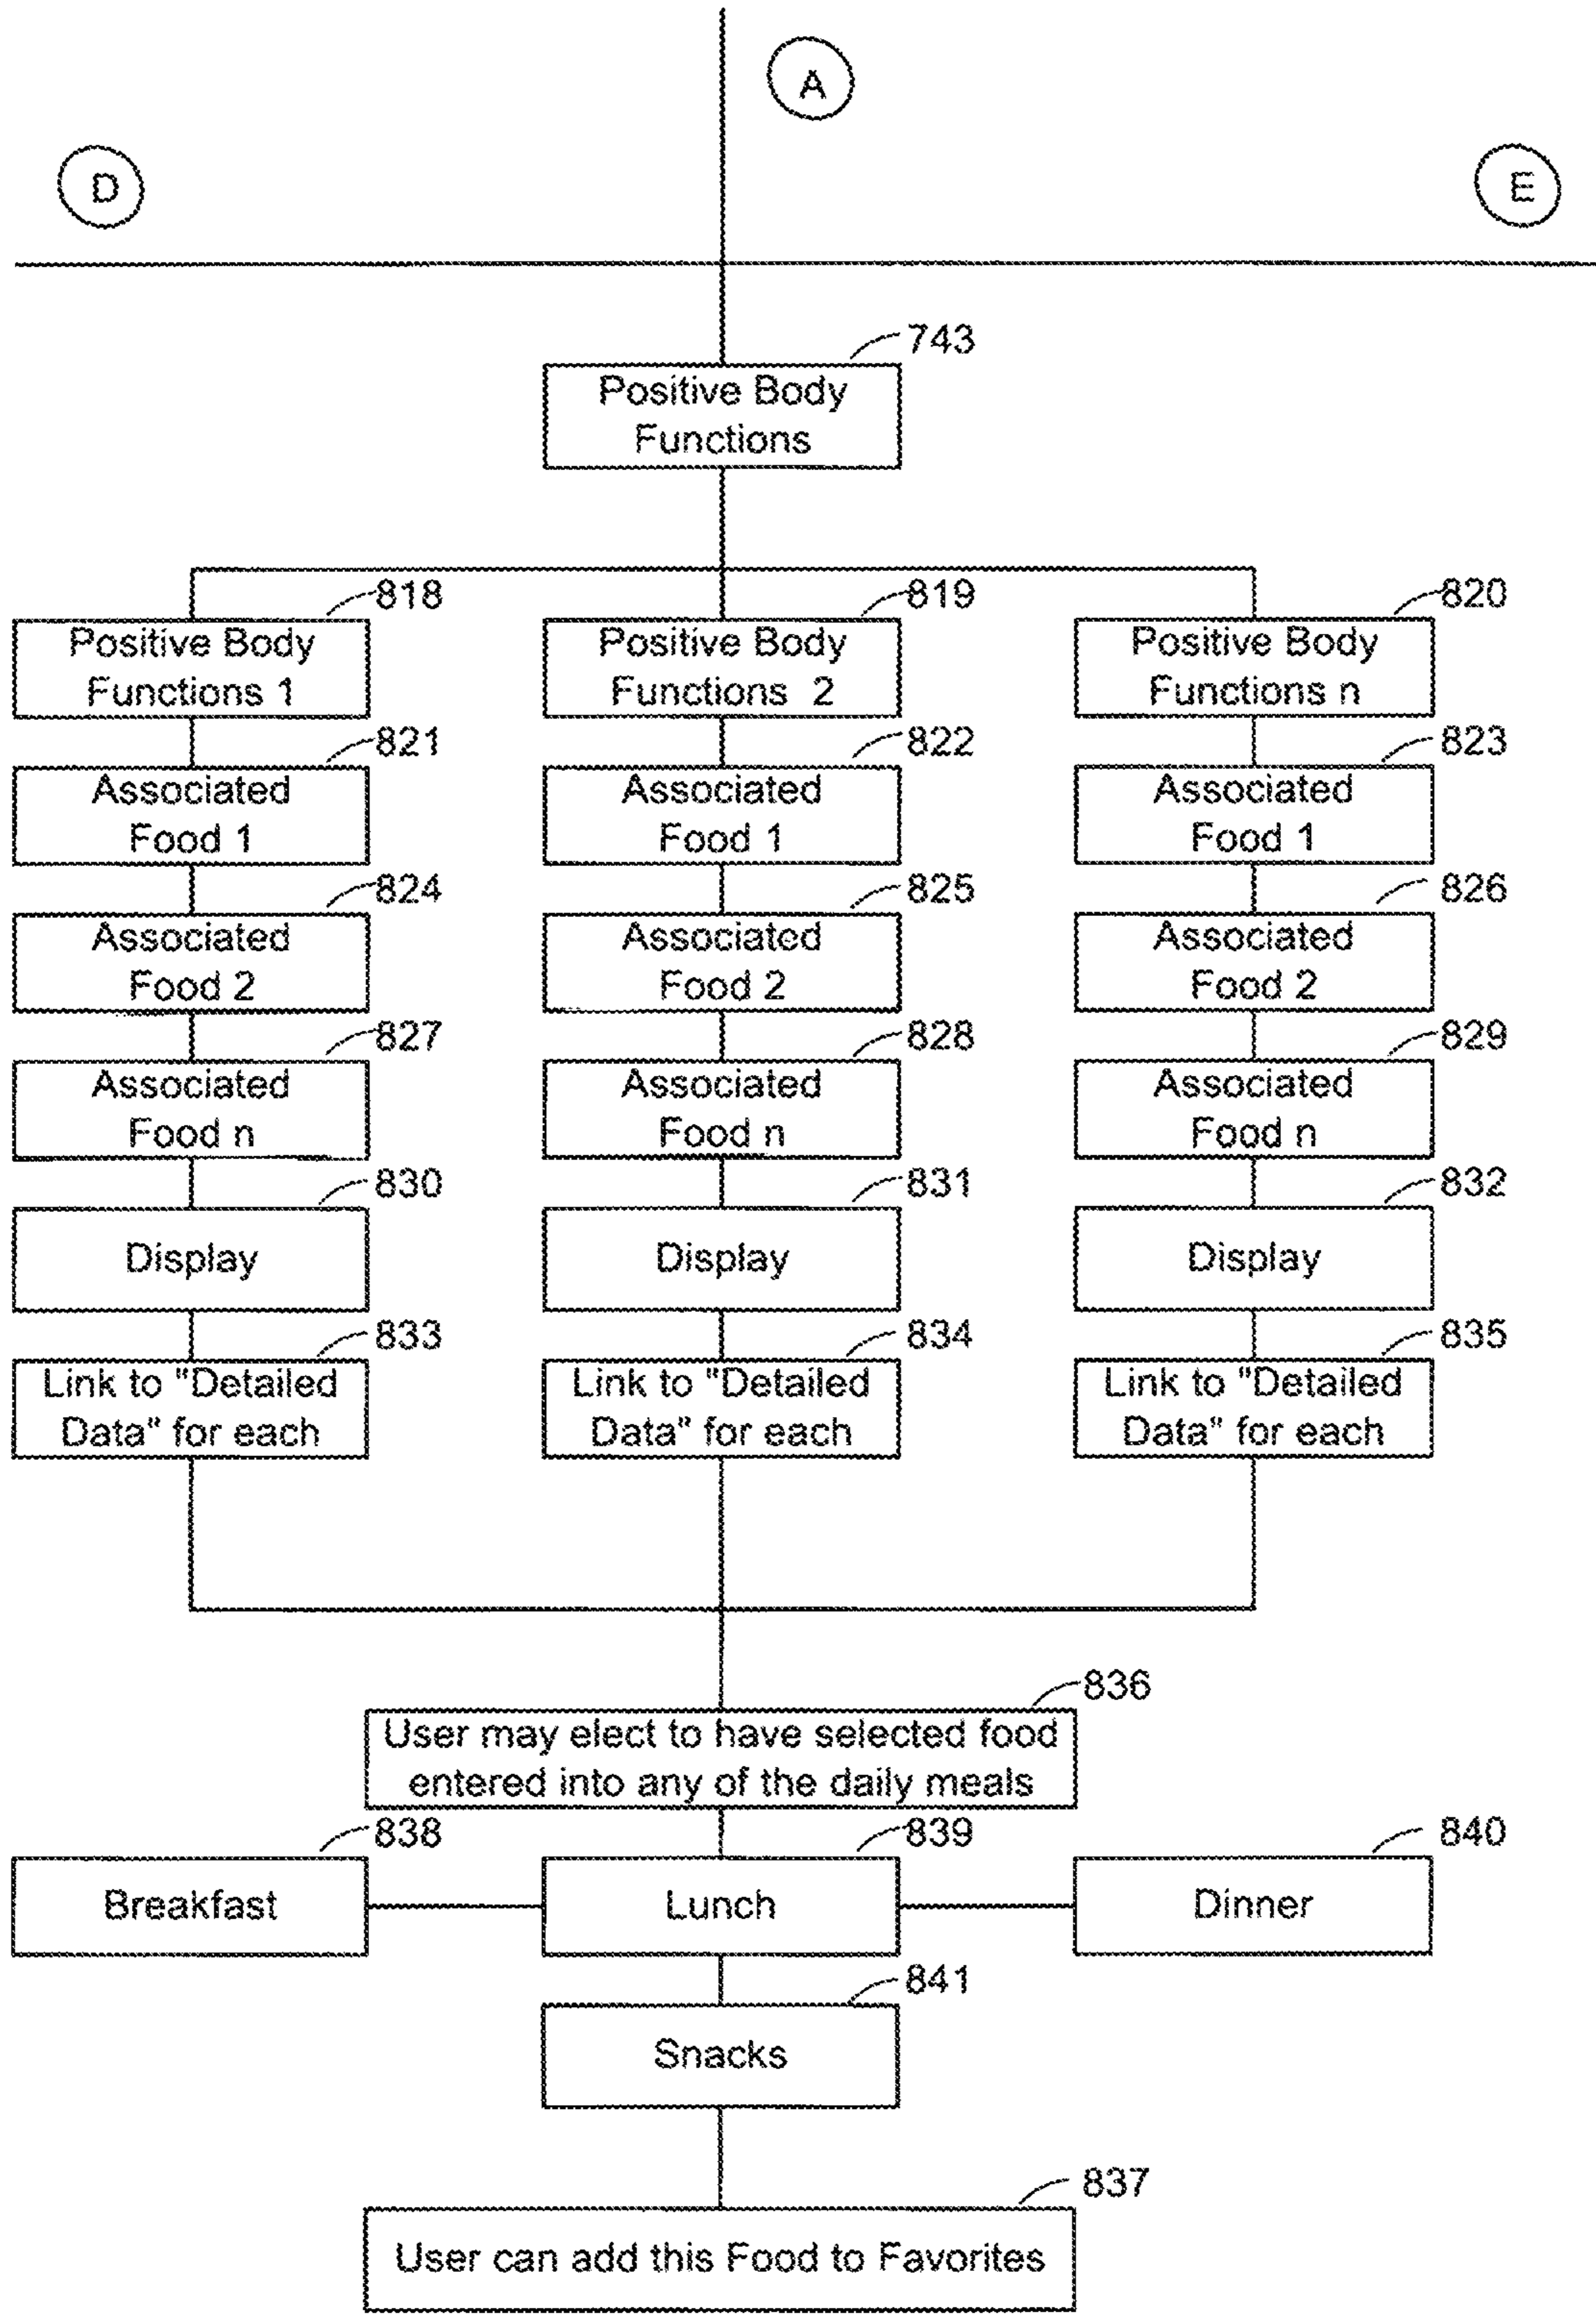 A
D
E
743
Positive Body
Functions
818
819
820
Positive Body
Functions 1
Positive Body
Functions 2
Positive Body
Functions n
821
822
823
Associated
Food 1
Associated
Food 1
Associated
Food 1
824
825
826
Associated
Food 2
Associated
Food 2
Associated
Food 2
827
828
829
Associated
Food n
Associated
Food n
Associated
Food n
830
831
832
Display
Display
Display
833
834
835
Link to "Detailed
Data" for each
Link to "Detailed
Data" for each
Link to "Detailed
Data" for each
836
User may elect to have selected food
entered into any of the daily meals
838
839
840
Breakfast
Lunch
Dinner
841
Snacks
837
User can add this Food to Favorites